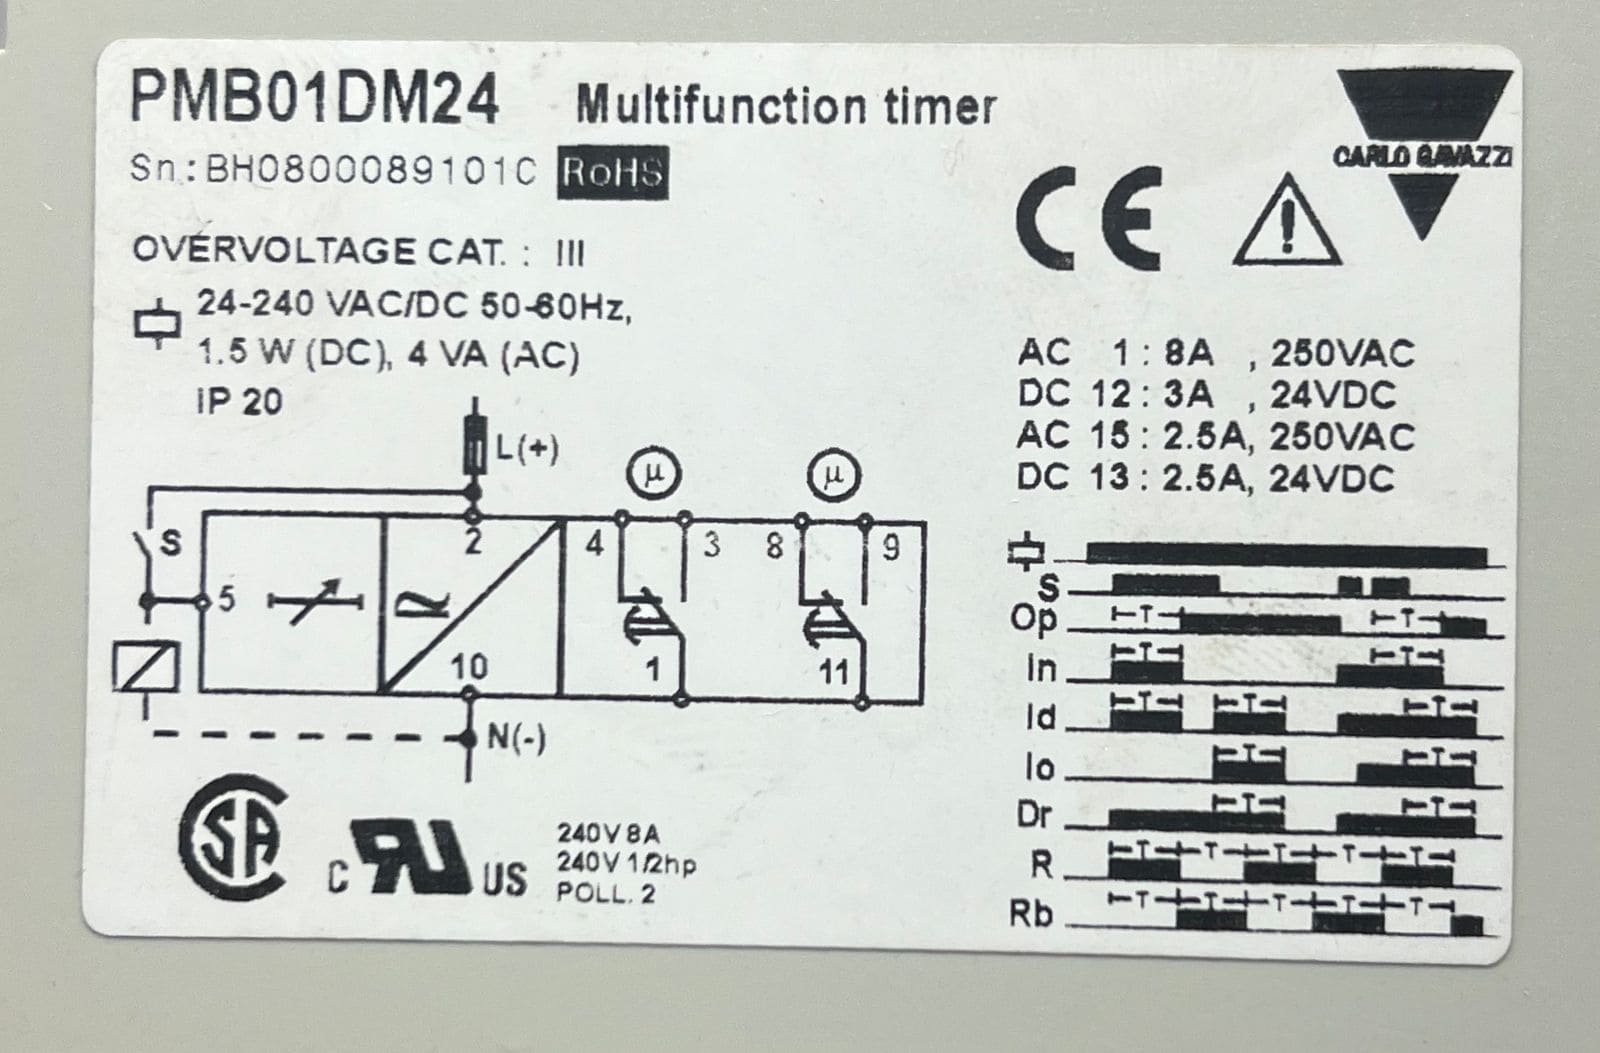 PMB01DM24 Multifunction timer
CARLO GAVAZZI
Sn.: BH0800089101C RoHS
CE
OVERVOLTAGE CAT. : III
24-240 VAC/DC 50-60Hz,
1.5 W (DC), 4 VA (AC)
IP 20
AC 1 : 8A , 250VAC
DC 12 : 3A , 24VDC
AC 15 : 2.5A, 250VAC
DC 13 : 2.5A, 24VDC
L(+)
µ µ
S 2 4 3 8 9
5 R
10 1 11
N(-)
S
Op T T
In T T
Id T T T
Io T T
Dr T T
R T T T T T
Rb T T T T T
SA
C RU US
240V 8A
240V 1/2hp
POLL. 2